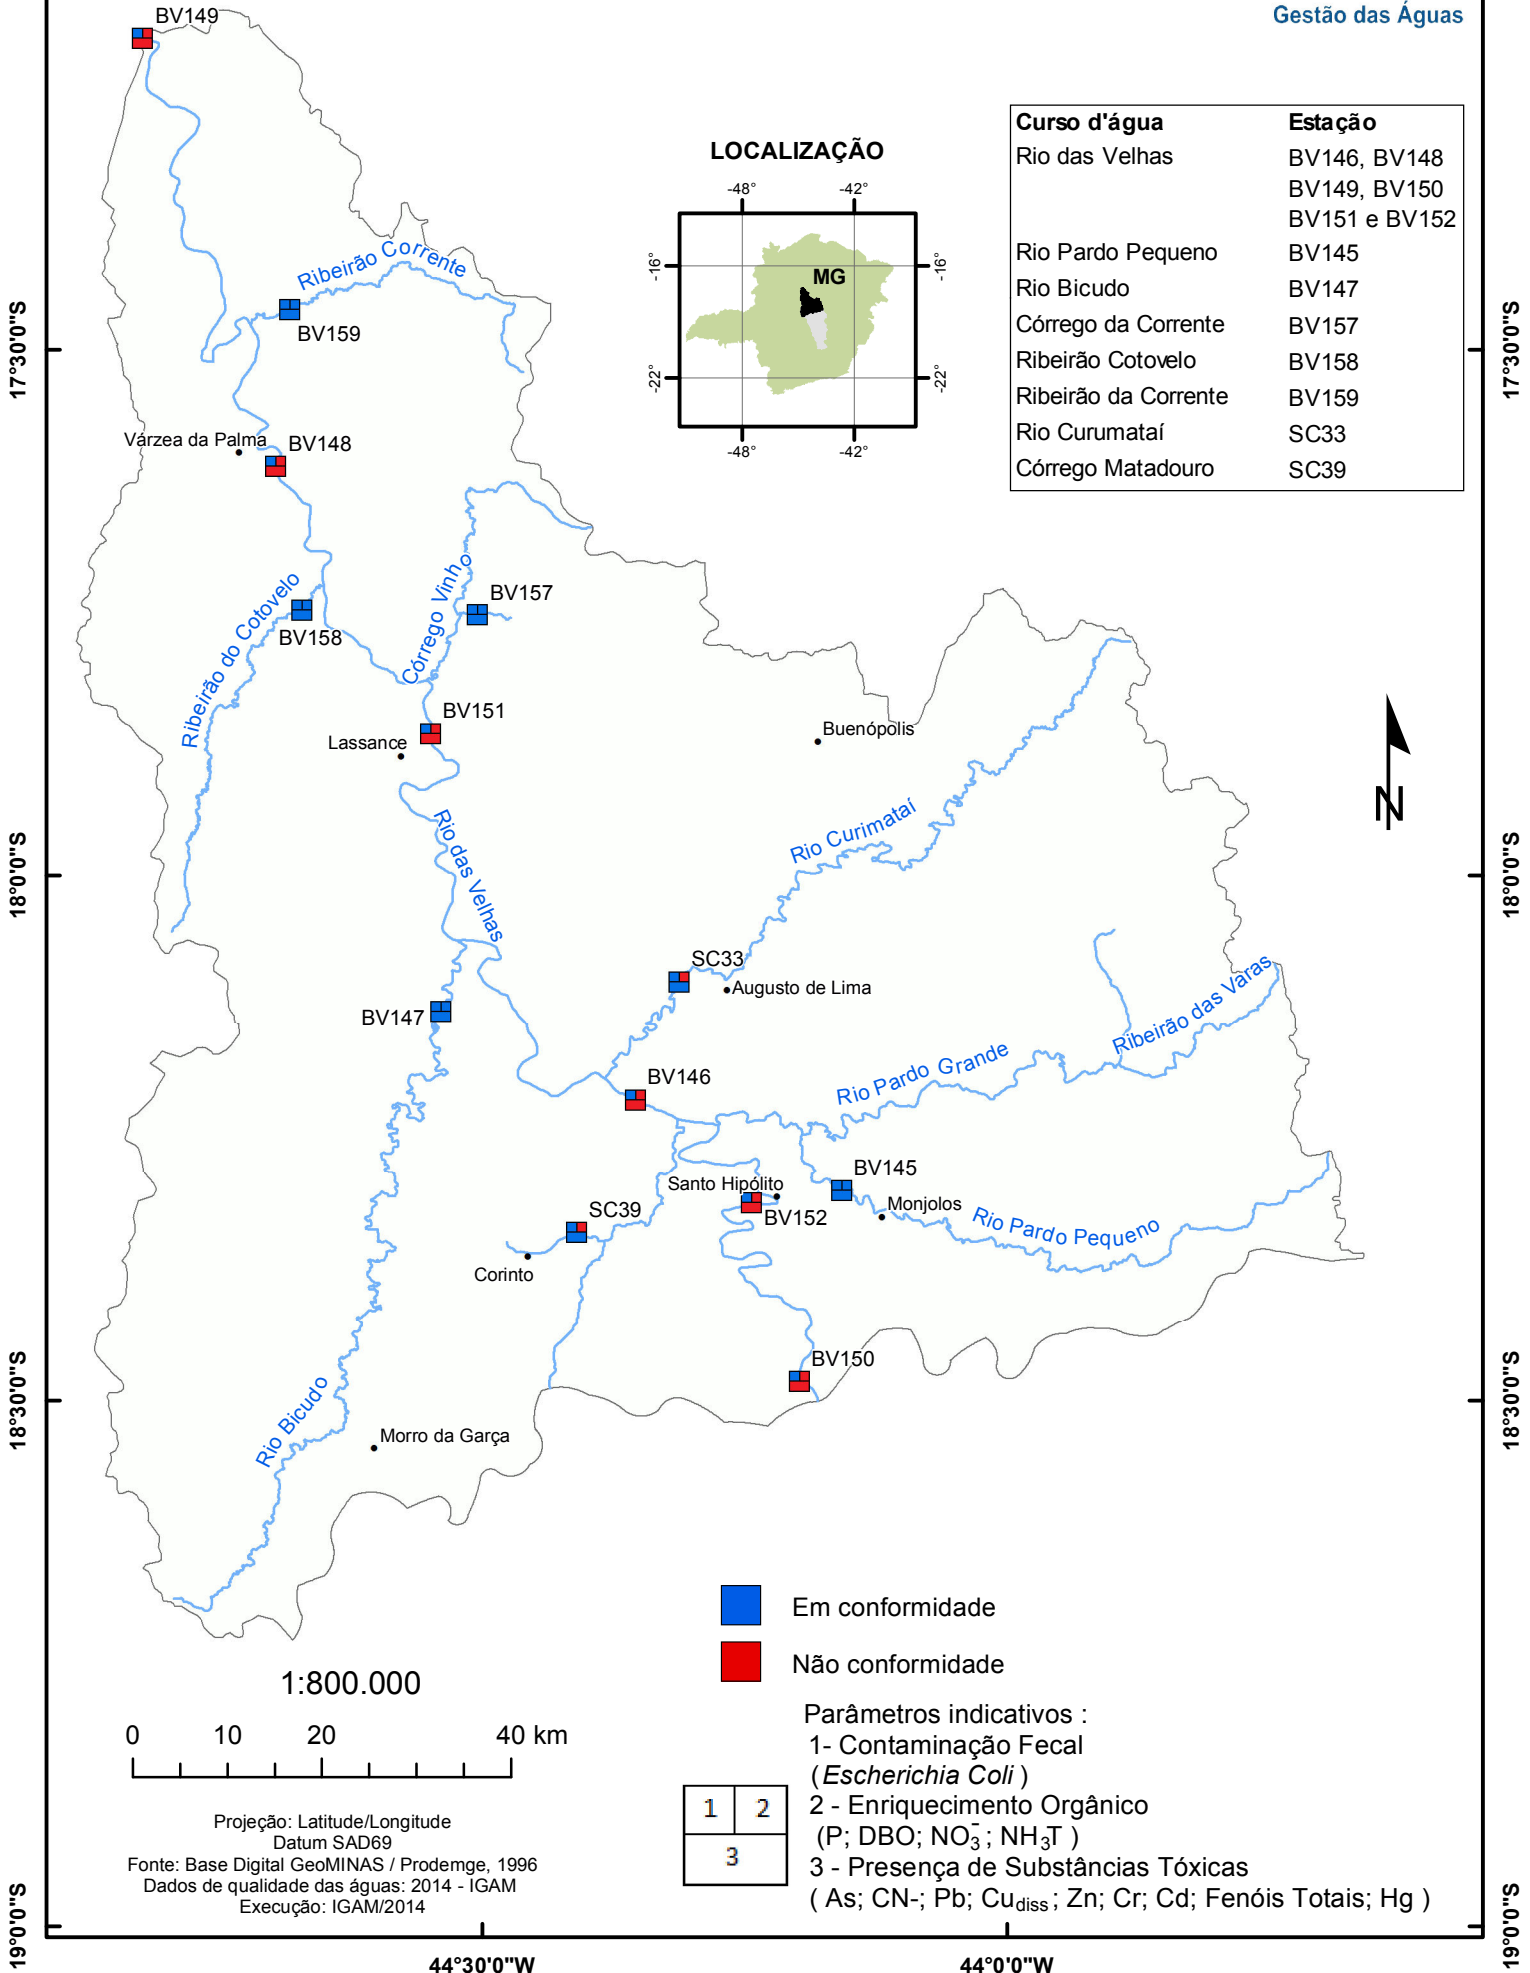 Gestão das Águas
BV149
Curso d'água Estação
Rio das Velhas BV146, BV148
BV149, BV150
BV151 e BV152
Rio Pardo Pequeno BV145
Rio Bicudo BV147
Córrego da Corrente BV157
Ribeirão Cotovelo BV158
Ribeirão da Corrente BV159
Rio Curumataí SC33
Córrego Matadouro SC39
LOCALIZAÇÃO
-48° -42°
-16° -16°
MG
-22° -22°
-48° -42°
Ribeirão Corrente
BV159
17°30'0"S 17°30'0"S
Várzea da Palma
BV148
Córrego Vinho
BV157
Ribeirão do Cotovelo
BV158
BV151
Lassance
Buenópolis
N
Rio das Velhas
Rio Curimataí
18°0'0"S 18°0'0"S
SC33
Augusto de Lima
Ribeirão das Varas
BV147
Rio Pardo Grande
BV146
BV145
Santo Hipólito
Monjolos
BV152
SC39
Rio Pardo Pequeno
Corinto
BV150
18°30'0"S 18°30'0"S
Rio Bicudo
Morro da Garça
Em conformidade
Não conformidade
1:800.000
0 10 20 40 km
Projeção: Latitude/Longitude
Datum SAD69
Fonte: Base Digital GeoMINAS / Prodemge, 1996
Dados de qualidade das águas: 2014 - IGAM
Execução: IGAM/2014
Parâmetros indicativos :
1- Contaminação Fecal
(Escherichia Coli )
1 2
2 - Enriquecimento Orgânico
(P; DBO; NO₃⁻; NH₃T )
3
3 - Presença de Substâncias Tóxicas
( As; CN-; Pb; Cu diss ; Zn; Cr; Cd; Fenóis Totais; Hg )
19°0'0"S 19°0'0"S
44°30'0"W 44°0'0"W